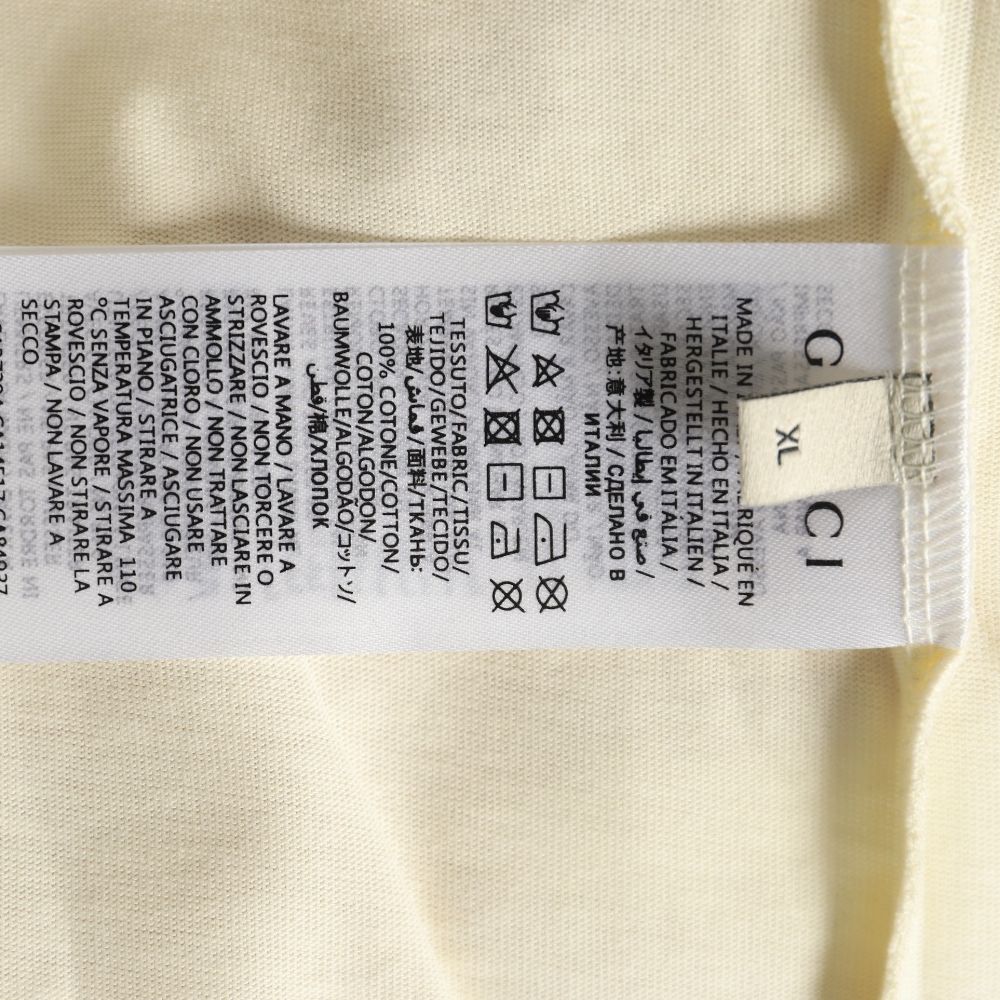 G CI
XL
MADE IN
ITALIE / HECHO EN ITALIA /
HERGESTELLT IN ITALIEN /
FABRICADO EM ITÁLIA /
イタリア製 / صنع في إيطاليا /
产地:意大利 / СДЕЛАНО В
ИТАЛИИ
TESSUTO/FABRIC/TISSU/
TEJIDO/GEWEBE/TECIDO/
表地/قماش/面料/ТКАНЬ:
100% COTONE/COTTON/
COTON/ALGODÓN/
BAUMWOLLE/ALGODÃO/コットン/
قطن/棉/ХЛОПОК
LAVARE A MANO / LAVARE A
ROVESCIO / NON TORCERE O
STRIZZARE / NON LASCIARE IN
AMMOLLO / NON TRATTARE
CON CLORO / NON USARE
ASCIUGATRICE / ASCIUGARE
IN PIANO / STIRARE A
TEMPERATURA MASSIMA 110
°C SENZA VAPORE / STIRARE A
ROVESCIO / NON STIRARE LA
STAMPA / NON LAVARE A
SECCO